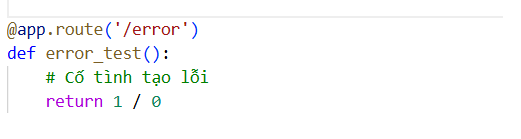 @app.route('/error')
def error_test():
    # Cố tình tạo lỗi
    return 1 / 0